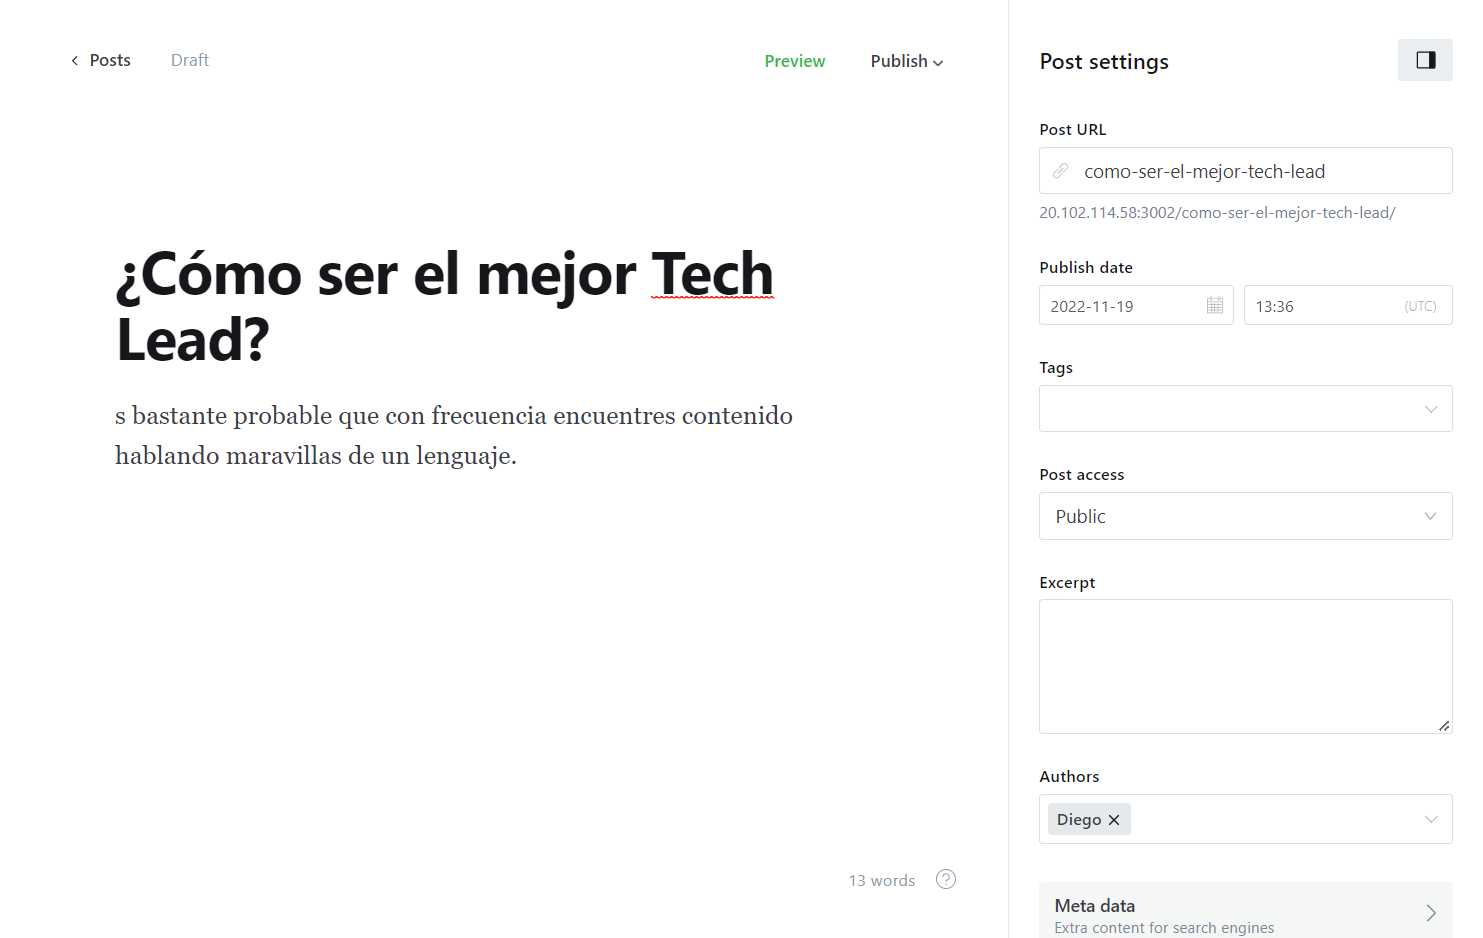 Posts
Draft
Preview
Publish
¿Cómo ser el mejor Tech
Lead?
s bastante probable que con frecuencia encuentres contenido
hablando maravillas de un lenguaje.
13 words
?
Post settings
Post URL
como-ser-el-mejor-tech-lead
20.102.114.58:3002/como-ser-el-mejor-tech-lead/
Publish date
2022-11-19
13:36 (UTC)
Tags
Post access
Public
Excerpt
Authors
Diego
Meta data
Extra content for search engines